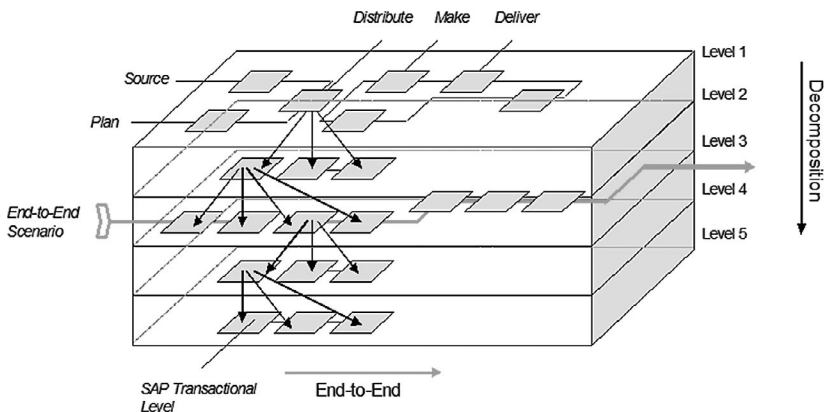 Distribute Make Deliver
Level 1
Source
Level 2
Plan
Level 3
Level 4
End-to-End
Scenario
Level 5
Decomposition
SAP Transactional
Level
End-to-End